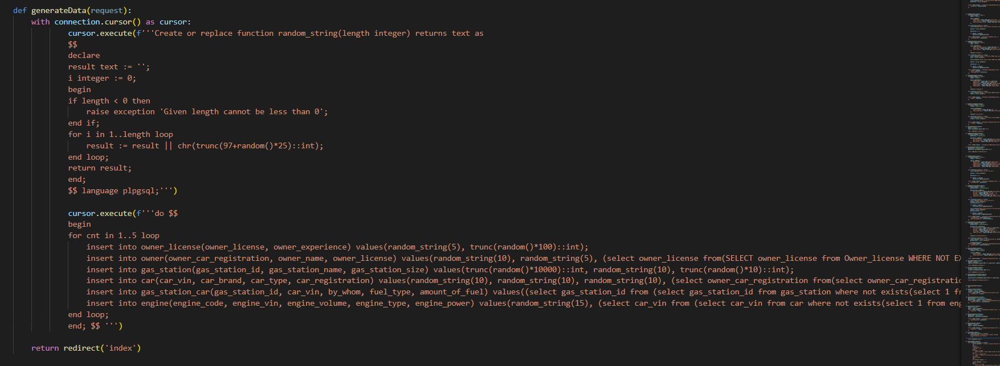 def generateData(request):
with connection.cursor() as cursor:
cursor.execute(f'''Create or replace function random_string(length integer) returns text as
$$
declare
result text := '';
i integer := 0;
begin
if length < 0 then
raise exception 'Given length cannot be less than 0';
end if;
for i in 1..length loop
result := result || chr(trunc(97+random()*25)::int);
end loop;
return result;
end;
$$ language plpgsql;''')
cursor.execute(f'''do $$
begin
for cnt in 1..5 loop
insert into owner_license(owner_license, owner_experience) values(random_string(5), trunc(random()*100)::int);
insert into owner(owner_car_registration, owner_name, owner_license) values(random_string(10), random_string(5), (select owner_license from(SELECT owner_license from Owner_license WHERE NOT EX
insert into gas_station(gas_station_id, gas_station_name, gas_station_size) values(trunc(random()*10000)::int, random_string(10), trunc(random()*10)::int);
insert into car(car_vin, car_brand, car_type, car_registration) values(random_string(10), random_string(10), random_string(10), (select owner_car_registration from(select owner_car_registratio
insert into gas_station_car(gas_station_id, car_vin, by_whom, fuel_type, amount_of_fuel) values((select gas_station_id from (select gas_station_id from gas_station where not exists(select 1 fr
insert into engine(engine_code, engine_vin, engine_volume, engine_type, engine_power) values(random_string(15), (select car_vin from (select car_vin from car where not exists(select 1 from eng
end loop;
end; $$ ''')
return redirect('index')